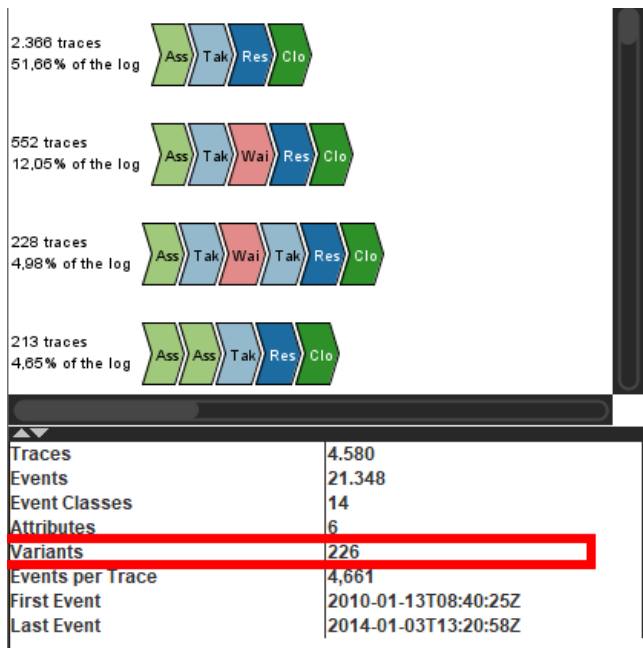 2.366 traces
51,66% of the log
Ass Tak Res Clo
552 traces
12,05% of the log
Ass Tak Wai Res Clo
228 traces
4,98% of the log
Ass Tak Wai Tak Res Clo
213 traces
4,65% of the log
Ass Ass Tak Res Clo
Traces 4.580
Events 21.348
Event Classes 14
Attributes 6
Variants 226
Events per Trace 4,661
First Event 2010-01-13T08:40:25Z
Last Event 2014-01-03T13:20:58Z